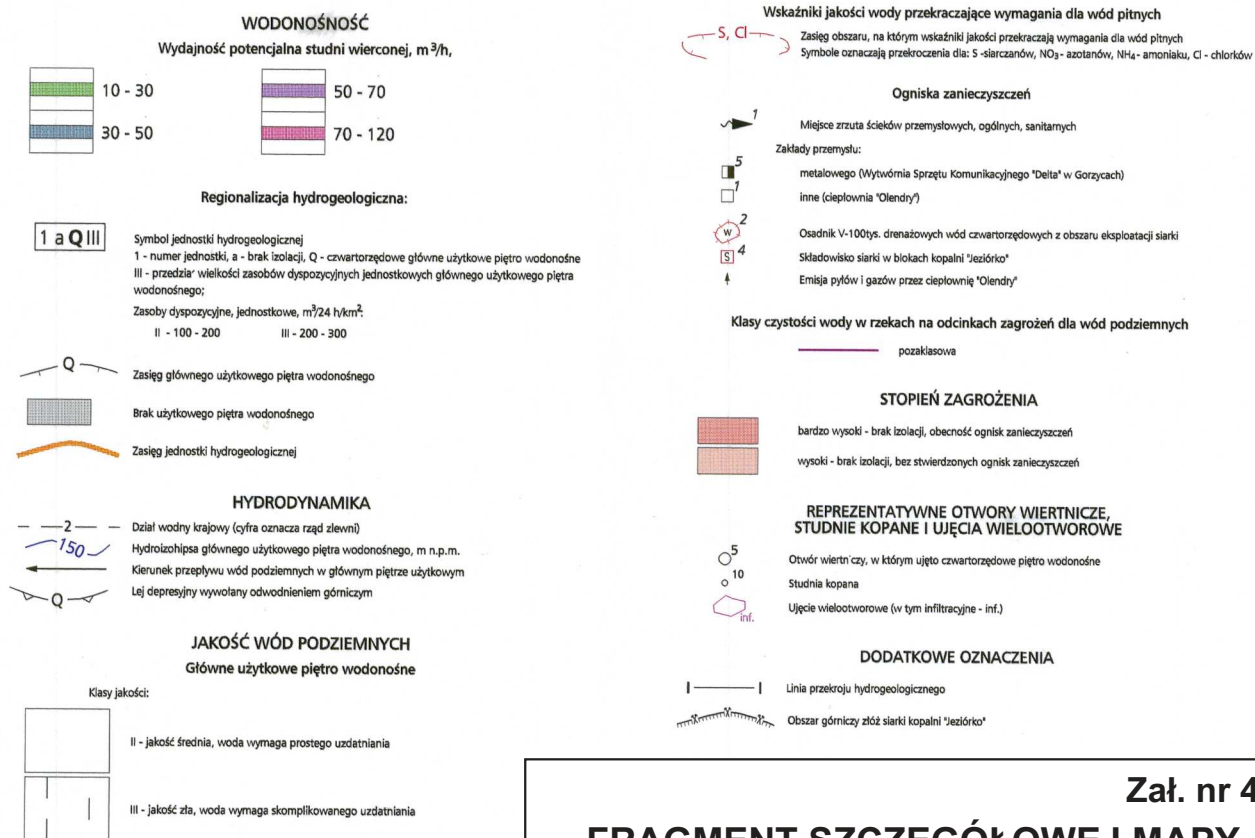 WODONOŚNOŚĆ
Wydajność potencjalna studni wierconej, m³/h,
10 - 30
50 - 70
30 - 50
70 - 120
Regionalizacja hydrogeologiczna:
1 a Q III
Symbol jednostki hydrogeologicznej
1 - numer jednostki, a - brak izolacji, Q - czwartorzędowe główne użytkowe piętro wodonośne
III - przedzia' wielkości zasobów dyspozycyjnych jednostkowych głównego użytkowego piętra
wodonośnego;
Zasoby dyspozycyjne, jednostkowe, m³/24 h/km²:
II - 100 - 200
III - 200 - 300
Q
Zasięg głównego użytkowego piętra wodonośnego
Brak użytkowego piętra wodonośnego
Zasięg jednostki hydrogeologicznej
HYDRODYNAMIKA
2
Dział wodny krajowy (cyfra oznacza rząd zlewni)
150
Hydroizohipsa głównego użytkowego piętra wodonośnego, m n.p.m.
Kierunek przepływu wód podziemnych w głównym piętrze użytkowym
Q
Lej depresyjny wywołany odwodnieniem górniczym
JAKOŚĆ WÓD PODZIEMNYCH
Główne użytkowe piętro wodonośne
Klasy jakości:
II - jakość średnia, woda wymaga prostego uzdatniania
III - jakość zła, woda wymaga skomplikowanego uzdatniania
Wskaźniki jakości wody przekraczające wymagania dla wód pitnych
S, Cl
Zasięg obszaru, na którym wskaźniki jakości przekraczają wymagania dla wód pitnych
Symbole oznaczają przekroczenia dla: S -siarczanów, NO₃- azotanów, NH₄- amoniaku, Cl - chlorków
Ogniska zanieczyszczeń
1
Miejsce zrzuta ścieków przemysłowych, ogólnych, sanitarnych
Zakłady przemysłu:
5
metalowego (Wytwórnia Sprzętu Komunikacyjnego "Delta" w Gorzycach)
1
inne (ciepłownia "Olendry")
W 2
Osadnik V-100tys. drenażowych wód czwartorzędowych z obszaru eksploatacji siarki
S 4
Składowisko siarki w blokach kopalni "Jeziórko"
Emisja pyłów i gazów przez ciepłownię "Olendry"
Klasy czystości wody w rzekach na odcinkach zagrożeń dla wód podziemnych
pozaklasowa
STOPIEŃ ZAGROŻENIA
bardzo wysoki - brak izolacji, obecność ognisk zanieczyszczeń
wysoki - brak izolacji, bez stwierdzonych ognisk zanieczyszczeń
REPREZENTATYWNE OTWORY WIERTNICZE,
STUDNIE KOPANE I UJĘCIA WIELOOTWOROWE
5
Otwór wiertn czy, w którym ujęto czwartorzędowe piętro wodonośne
10
Studnia kopana
inf.
Ujęcie wielootworowe (w tym infiltracyjne - inf.)
DODATKOWE OZNACZENIA
Linia przekroju hydrogeologicznego
Obszar górniczy złóż siarki kopalni "Jeziórko"
Zał. nr 4
FRAGMENT SZCZEGÓŁOWEJ MAPY